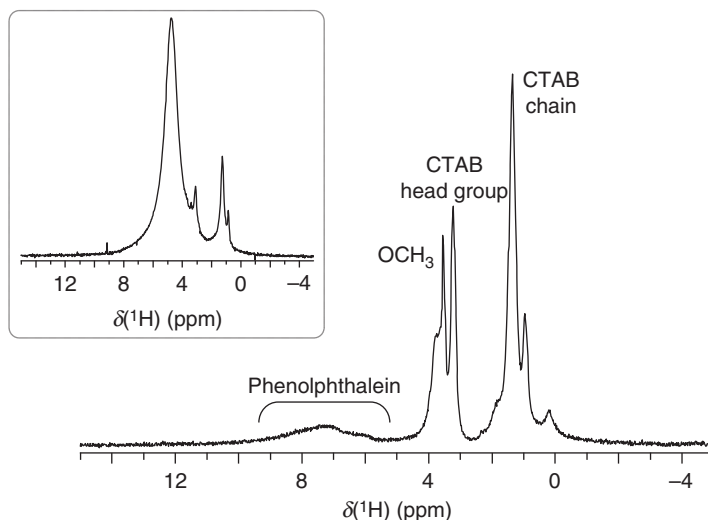 12 8 4 0 –4
δ(¹H) (ppm)
CTAB
chain
CTAB
head group
OCH₃
Phenolphthalein
12 8 4 0 –4
δ(¹H) (ppm)